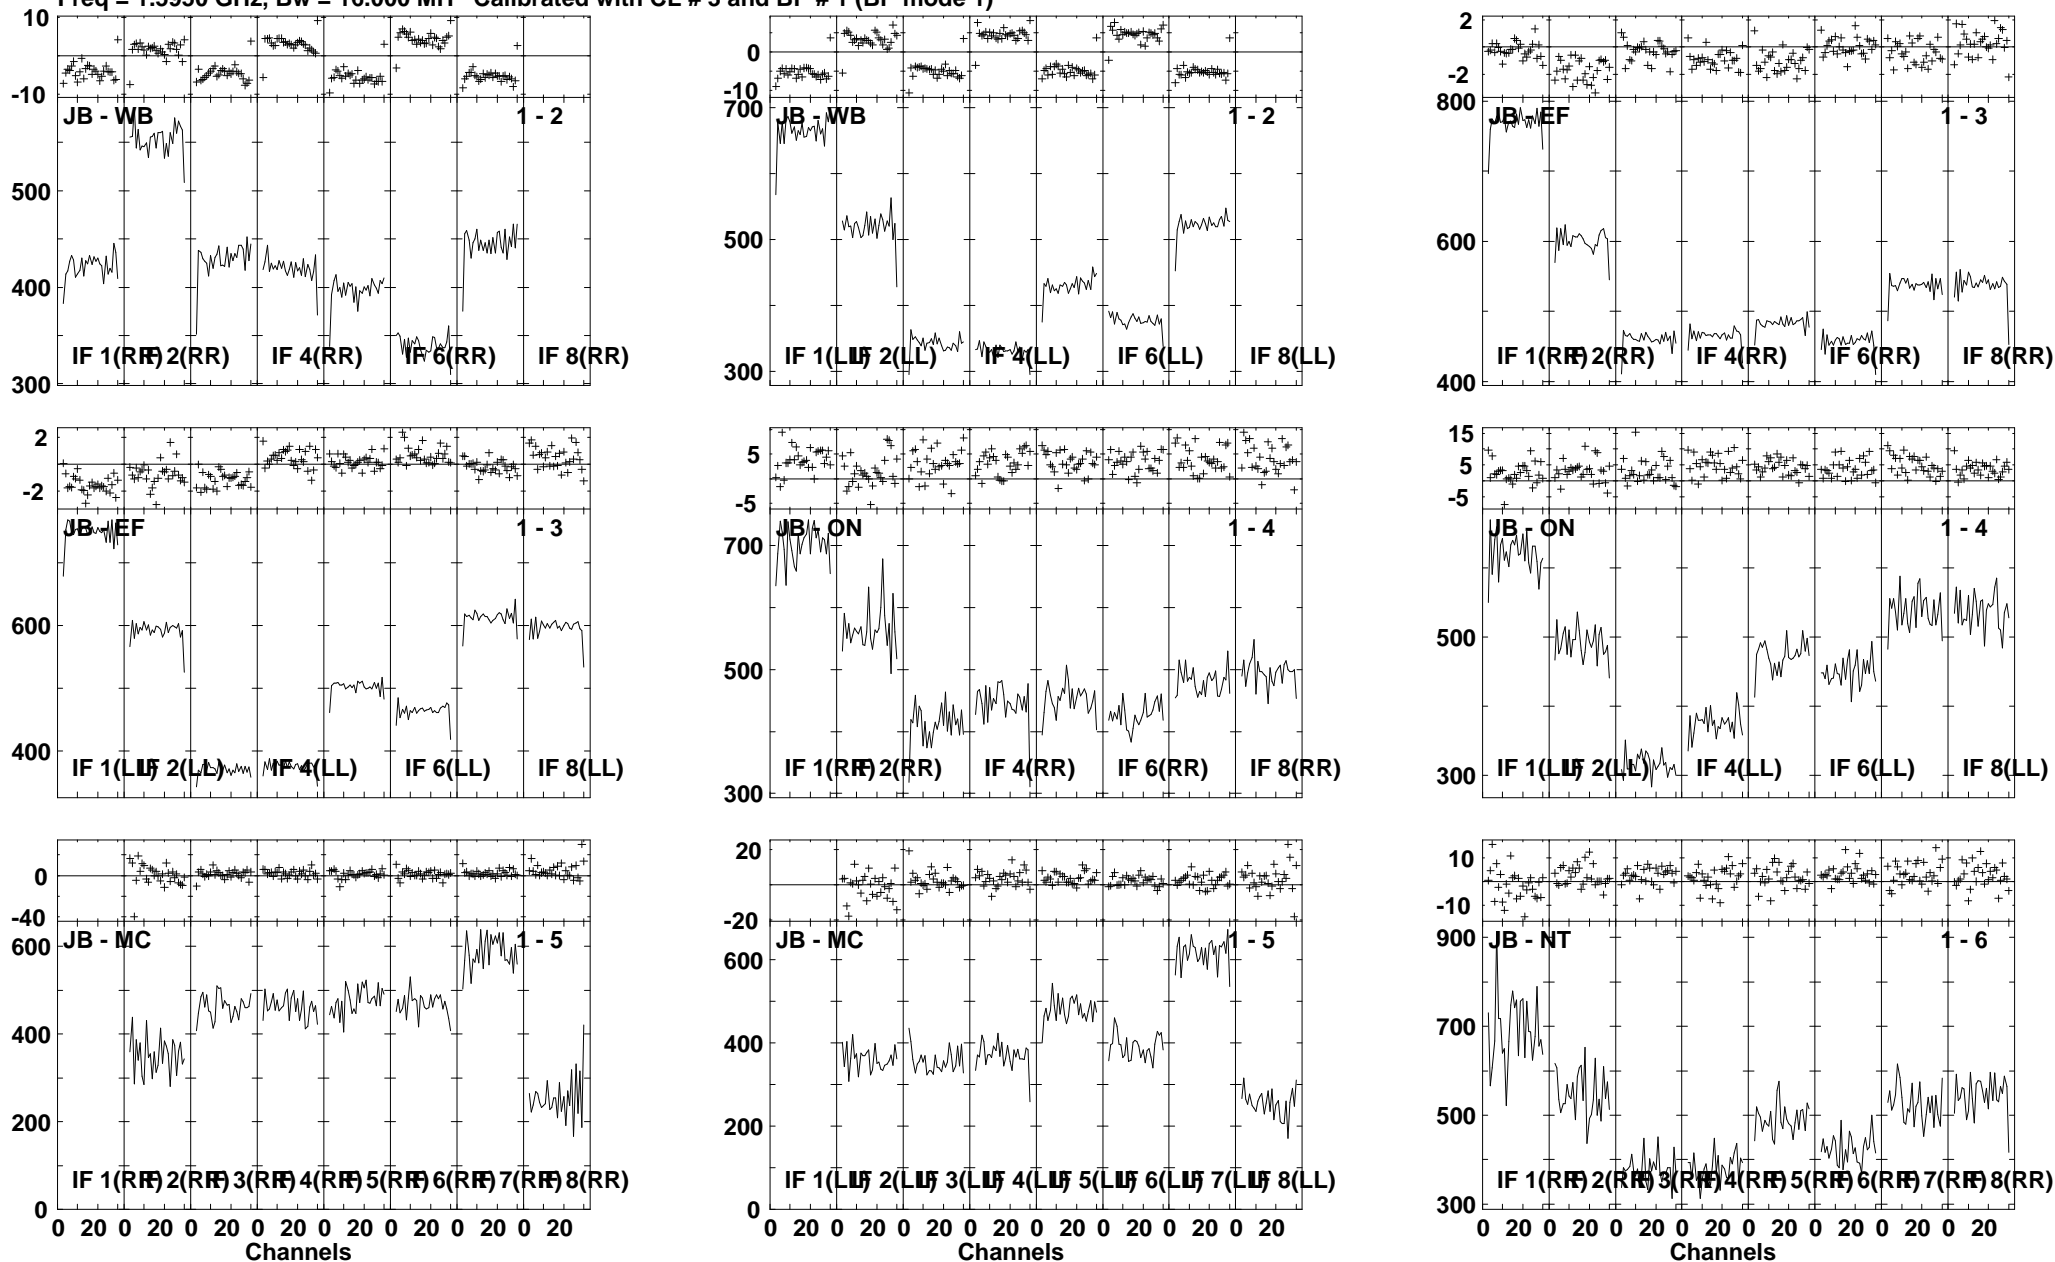 Freq = 1.5950 GHz, Bw = 16.000 MH Calibrated with CL # 3 and BP # 1 (BP mode 1)
10
-10
JB - WB 1 - 2
500
400
300
IF 1(RR) IF 2(RR) IF 4(RR) IF 6(RR) IF 8(RR)
0
-10
700
JB - WB 1 - 2
500
300
IF 1(LL) IF 2(LL) IF 4(LL) IF 6(LL) IF 8(LL)
2
-2
800
JB - EF 1 - 3
600
400
IF 1(RR) IF 2(RR) IF 4(RR) IF 6(RR) IF 8(RR)
2
-2
JB - EF 1 - 3
600
400
IF 1(LL) IF 2(LL) IF 4(LL) IF 6(LL) IF 8(LL)
5
-5
JB - ON 1 - 4
700
500
300
IF 1(RR) IF 2(RR) IF 4(RR) IF 6(RR) IF 8(RR)
15
5
-5
JB - ON 1 - 4
500
300
IF 1(LL) IF 2(LL) IF 4(LL) IF 6(LL) IF 8(LL)
0
-40
JB - MC 1 - 5
600
400
200
0
IF 1(RR) IF 2(RR) IF 3(RR) IF 4(RR) IF 5(RR) IF 6(RR) IF 7(RR) IF 8(RR)
0 20 0 20 0 20 0 20 0 20 0 20 0 20 0 20
Channels
20
-20
JB - MC 1 - 5
600
400
200
0
IF 1(LL) IF 2(LL) IF 3(LL) IF 4(LL) IF 5(LL) IF 6(LL) IF 7(LL) IF 8(LL)
0 20 0 20 0 20 0 20 0 20 0 20 0 20 0 20
Channels
10
-10
JB - NT 1 - 6
900
700
500
300
IF 1(RR) IF 2(RR) IF 3(RR) IF 4(RR) IF 5(RR) IF 6(RR) IF 7(RR) IF 8(RR)
0 20 0 20 0 20 0 20 0 20 0 20 0 20 0 20
Channels